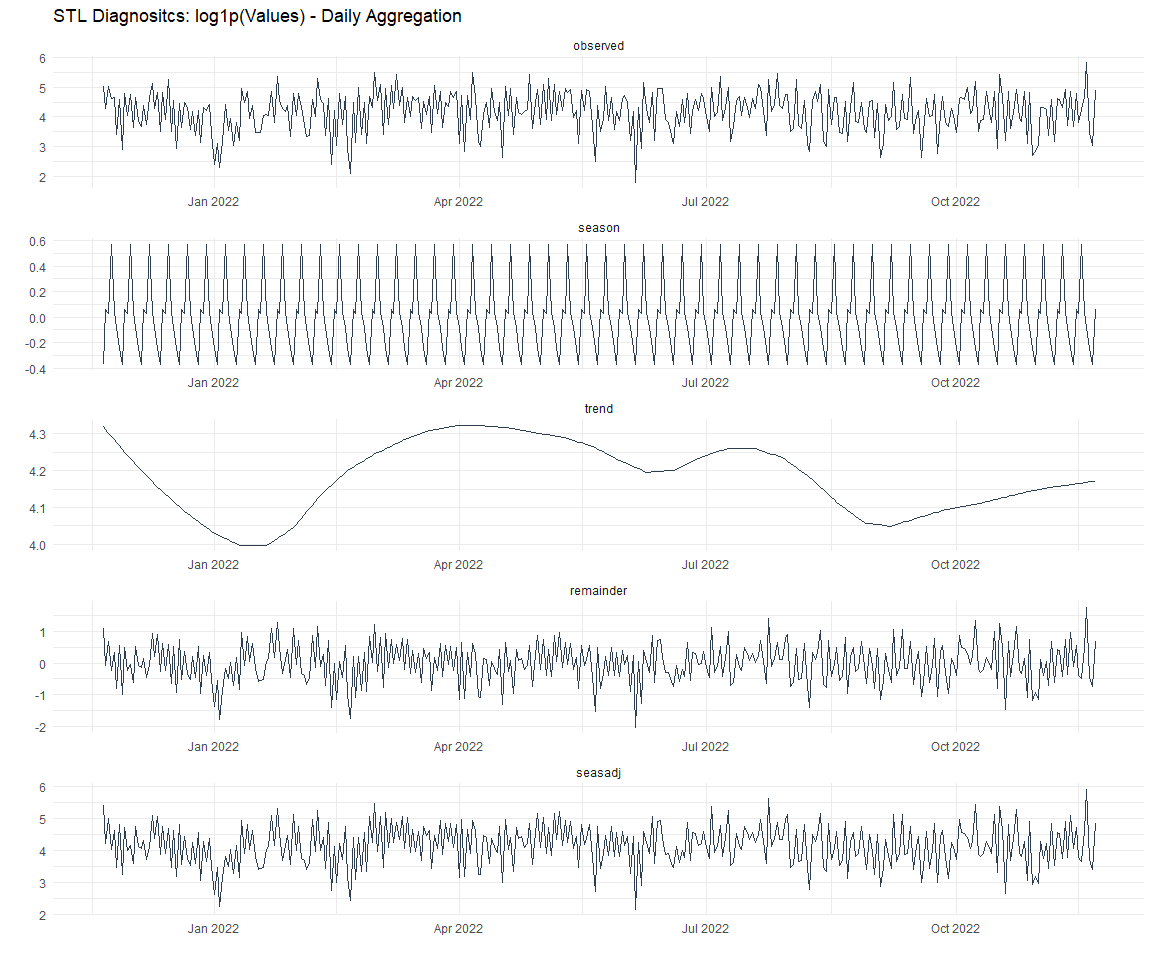 STL Diagnositcs: log1p(Values) - Daily Aggregation
observed
6
5
4
3
2
Jan 2022 Apr 2022 Jul 2022 Oct 2022
season
0.6
0.4
0.2
0.0
-0.2
-0.4
Jan 2022 Apr 2022 Jul 2022 Oct 2022
trend
4.3
4.2
4.1
4.0
Jan 2022 Apr 2022 Jul 2022 Oct 2022
remainder
1
0
-1
-2
Jan 2022 Apr 2022 Jul 2022 Oct 2022
seasadj
6
5
4
3
2
Jan 2022 Apr 2022 Jul 2022 Oct 2022